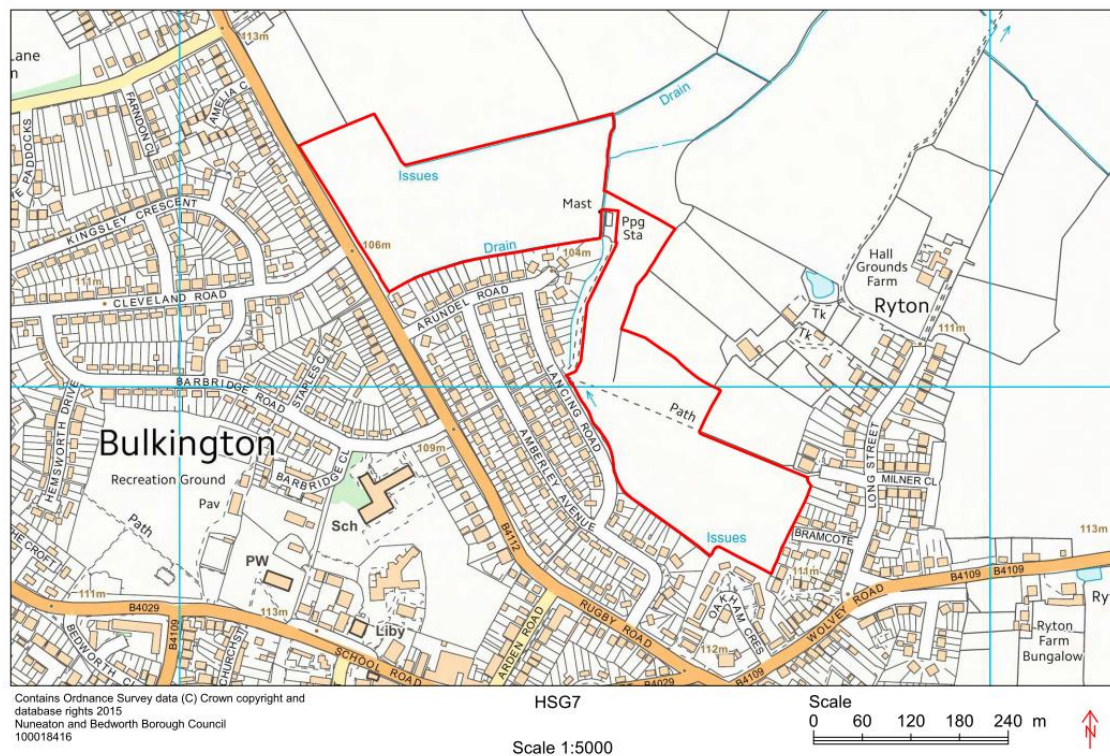 113m
Lane
m
FARNDON CL
AMELIA C
PADDOCKS
E
KINGSLEY CRESCENT
Drain
Issues
Mast
Ppg
Sta
Drain
106m
104m
111m
CLEVELAND ROAD
ARUNDEL ROAD
Hall
Grounds
Farm
Ryton
Tk
Tk
111m
BARBRIDGE ROAD
STAPLES C
HEMSWORTH DRIVE
Bulkington
Recreation Ground
Pav
Path
BARBRIDGE CL
109m
Sch
ANCING ROAD
AMBERLEY AVENUE
Path
LONG STREET
MILNER CL
BRAMCOTE
Issues
111m
113m
HE CROFT
PW
B4112
111m
B4029
113m
Liby
B4109
BEDWORTH C
CHURCHST
SCHOOL ROAD
ARDEN ROAD
RUGBY ROAD
OAKHAM CRES
112m
B4109
WOLVEY ROAD
B4109 B4109
Ry
Ryton
Farm
Bungalow
Contains Ordnance Survey data (C) Crown copyright and
database rights 2015
Nuneaton and Bedworth Borough Council
100018416
HSG7
Scale 1:5000
Scale
0 60 120 180 240 m
N